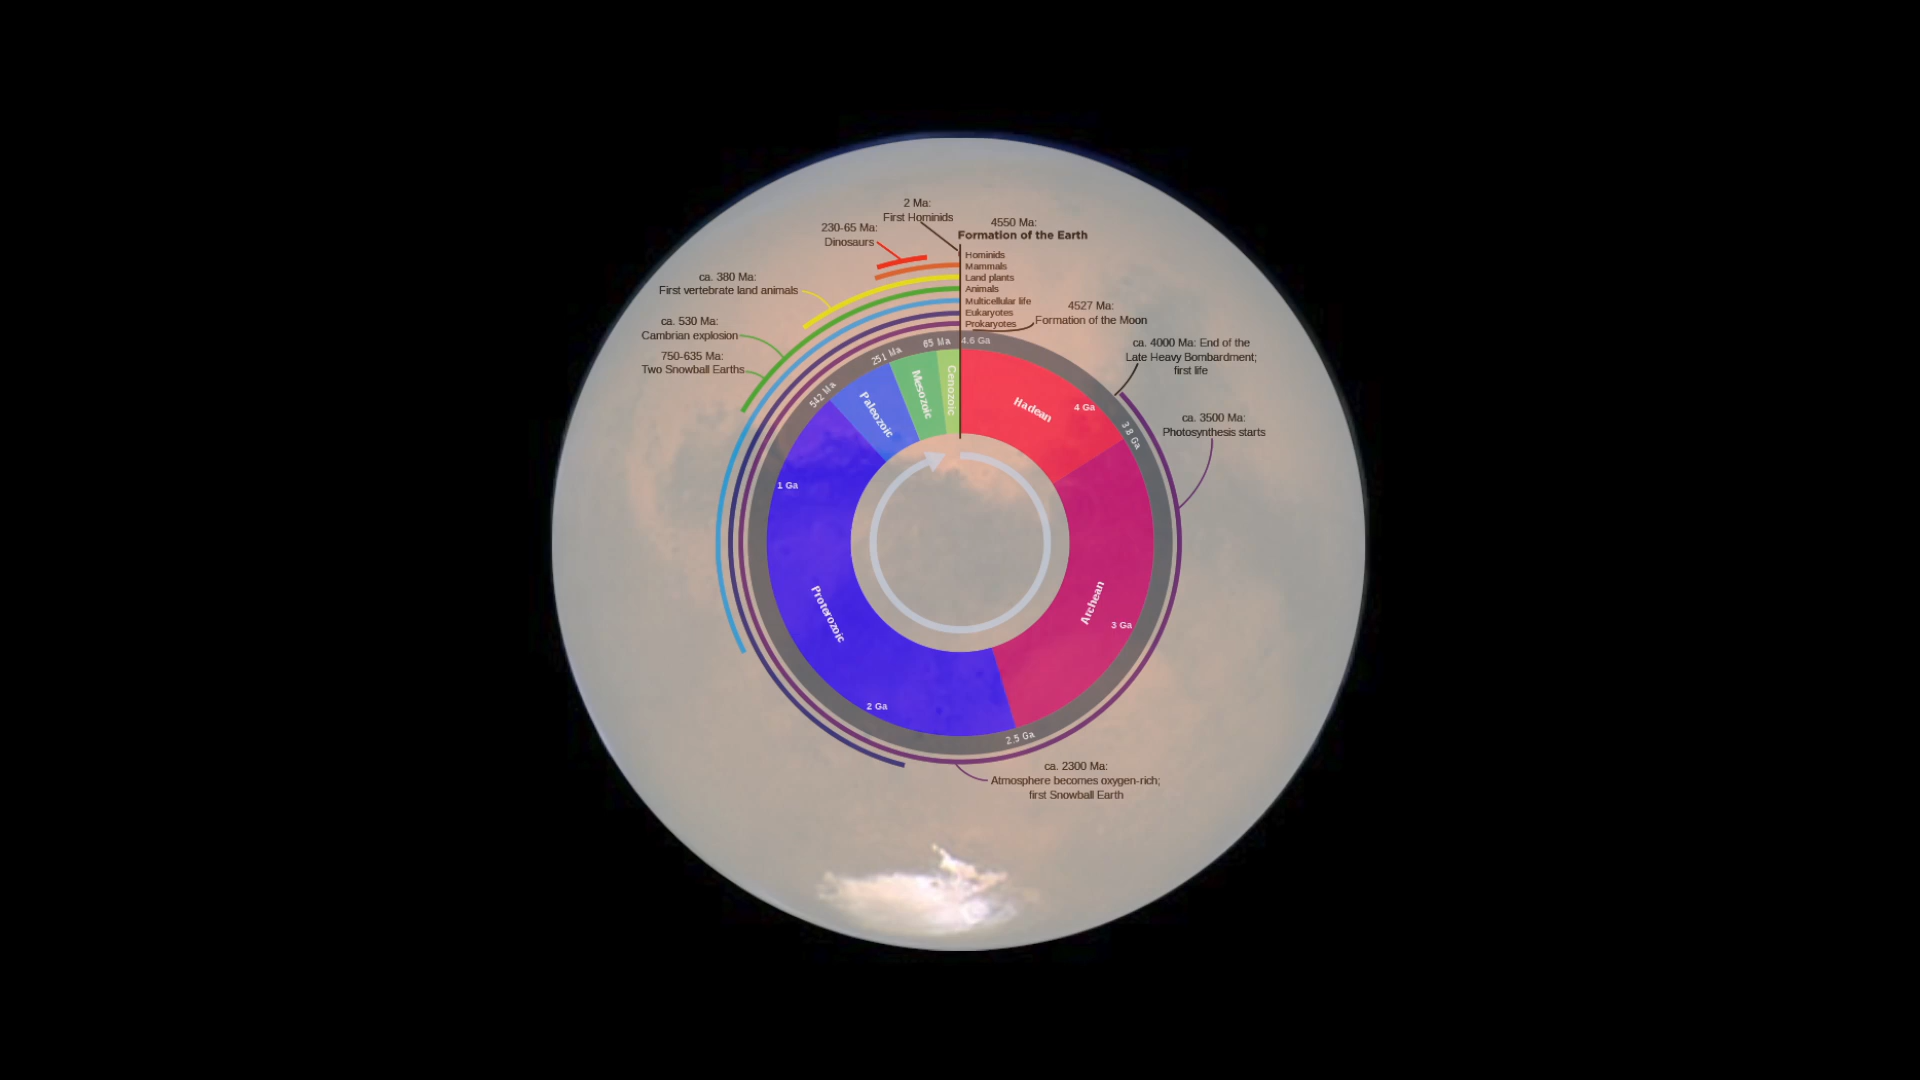 2 Ma:
First Hominids
230-65 Ma:
Dinosaurs
4550 Ma:
Formation of the Earth
Hominids
Mammals
Land plants
Animals
Multicellular life
Eukaryotes
Prokaryotes
ca. 380 Ma:
First vertebrate land animals
ca. 530 Ma:
Cambrian explosion
750-635 Ma:
Two Snowball Earths
4527 Ma:
Formation of the Moon
ca. 4000 Ma: End of the
Late Heavy Bombardment;
first life
ca. 3500 Ma:
Photosynthesis starts
4.6 Ga
65 Ma
251 Ma
542 Ma
3.8 Ga
2.5 Ga
Cenozoic
Mesozoic
Paleozoic
Hadean
4 Ga
1 Ga
Archean
3 Ga
Proterozoic
2 Ga
ca. 2300 Ma:
Atmosphere becomes oxygen-rich;
first Snowball Earth